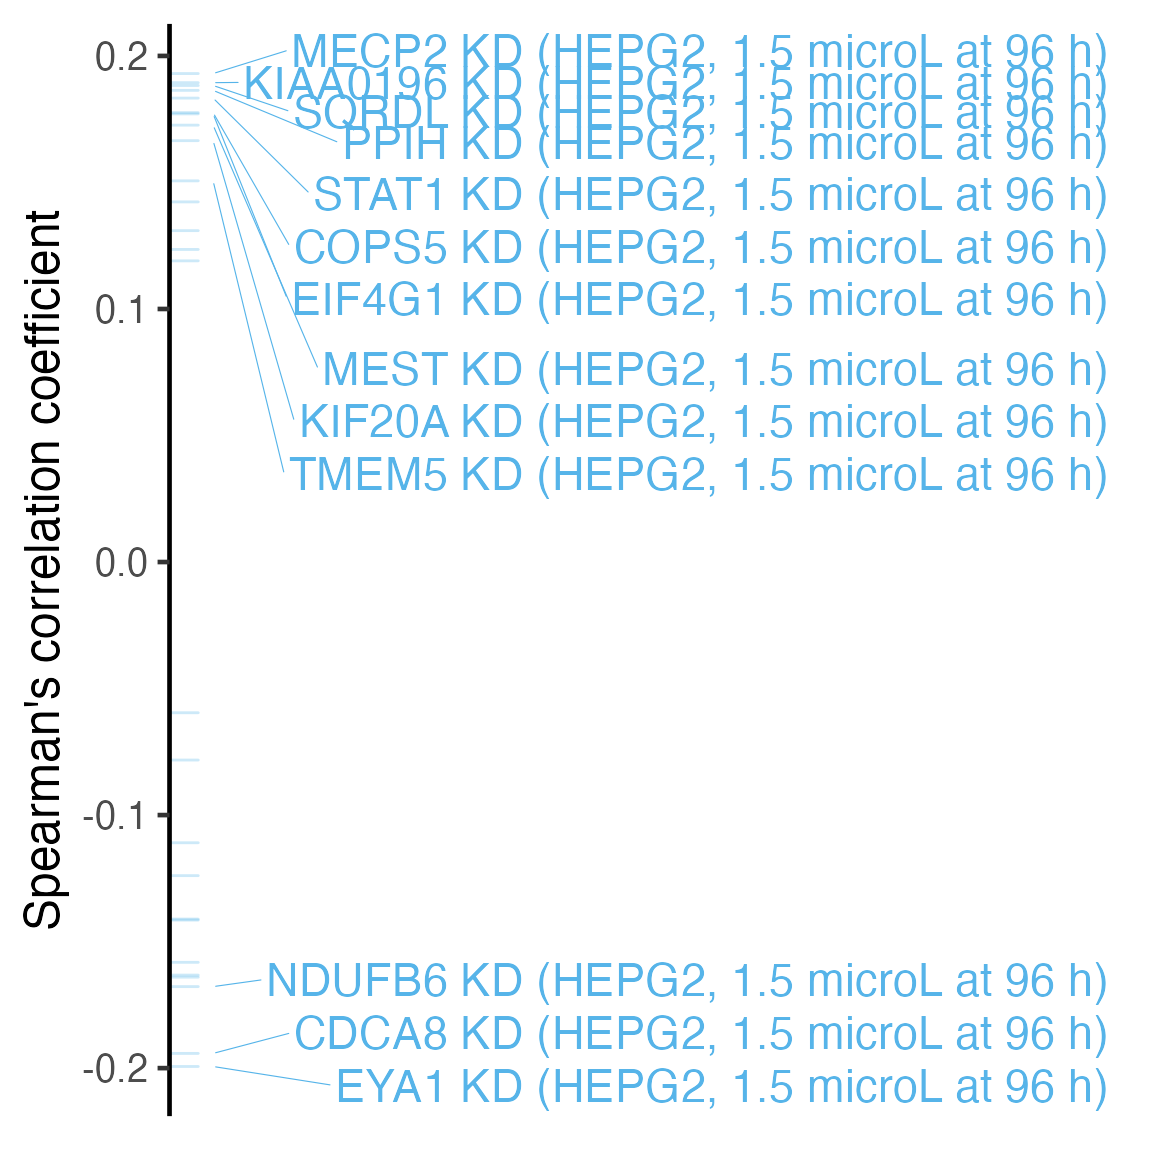 Spearman's correlation coefficient
0.2
0.1
0.0
-0.1
-0.2
MECP2 KD (HEPG2, 1.5 microL at 96 h)
KIAA0196 KD (HEPG2, 1.5 microL at 96 h)
SQRDL KD (HEPG2, 1.5 microL at 96 h)
PPIH KD (HEPG2, 1.5 microL at 96 h)
STAT1 KD (HEPG2, 1.5 microL at 96 h)
COPS5 KD (HEPG2, 1.5 microL at 96 h)
EIF4G1 KD (HEPG2, 1.5 microL at 96 h)
MEST KD (HEPG2, 1.5 microL at 96 h)
KIF20A KD (HEPG2, 1.5 microL at 96 h)
TMEM5 KD (HEPG2, 1.5 microL at 96 h)
NDUFB6 KD (HEPG2, 1.5 microL at 96 h)
CDCA8 KD (HEPG2, 1.5 microL at 96 h)
EYA1 KD (HEPG2, 1.5 microL at 96 h)